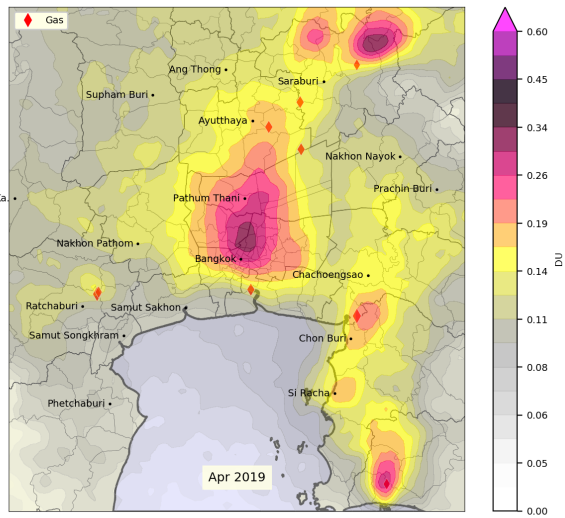 Gas
Ang Thong
Saraburi
Supham Buri
Ayutthaya
Nakhon Nayok
Prachin Buri
Ka.
Pathum Thani
Nakhon Pathom
Bangkok
Chachoengsao
Ratchaburi
Samut Sakhon
Samut Songkhram
Chon Buri
Si Racha
Phetchaburi
Apr 2019
0.60
0.45
0.34
0.26
0.19
0.14
0.11
0.08
0.06
0.05
0.00
DU